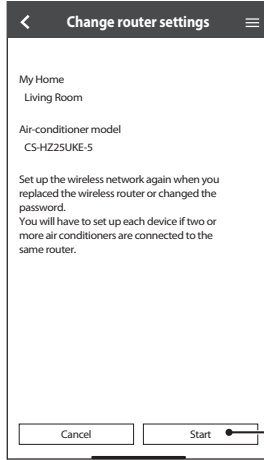 Change router settings
My Home
Living Room
Air-conditioner model
CS-HZ25UKE-5
Set up the wireless network again when you
replaced the wireless router or changed the
password.
You will have to set up each device if two or
more air conditioners are connected to the
same router.
Cancel
Start